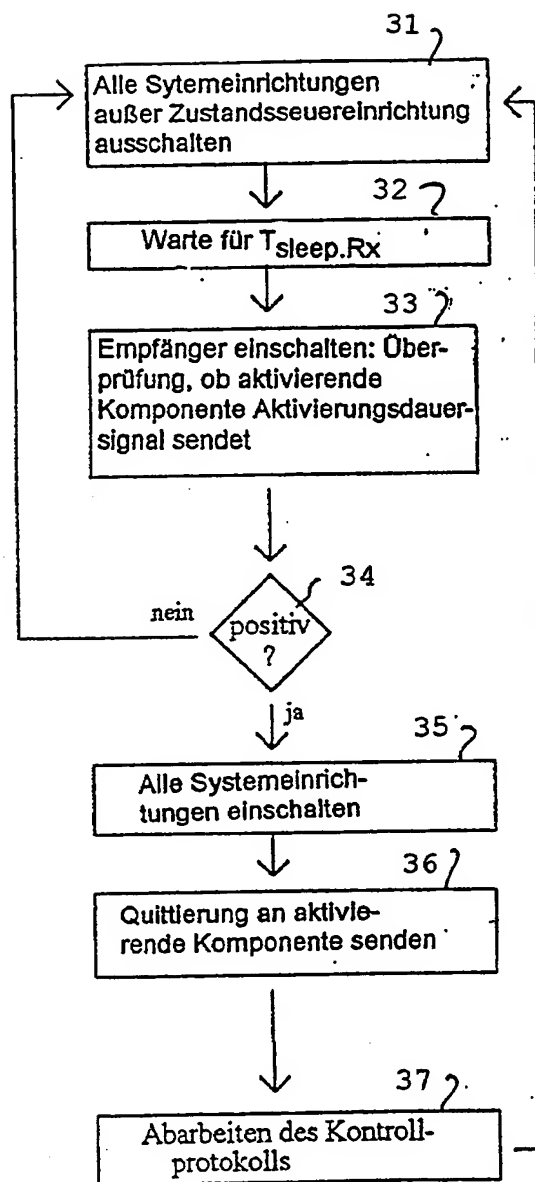 31
Alle Sytemeinrichtungen
außer Zustandsseuereinrichtung
ausschalten
32
Warte für Tsleep.Rx
33
Empfänger einschalten: Über-
prüfung, ob aktivierende
Komponente Aktivierungsdauer-
signal sendet
34
nein
positiv
?
ja
35
Alle Systemeinrich-
tungen einschalten
36
Quittierung an aktivie-
rende Komponente senden
37
Abarbeiten des Kontroll-
protokolls